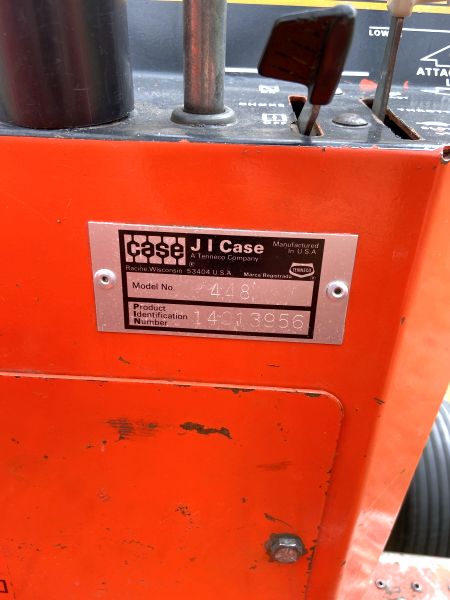 LOW
ATTAC
L
case
J I Case
A Tenneco Company
Manufactured
in U.S.A.
Racine, Wisconsin 53404 U.S.A.
Marca Registrada
TENNECO
Model No. 448
Product
Identification
Number
14013956